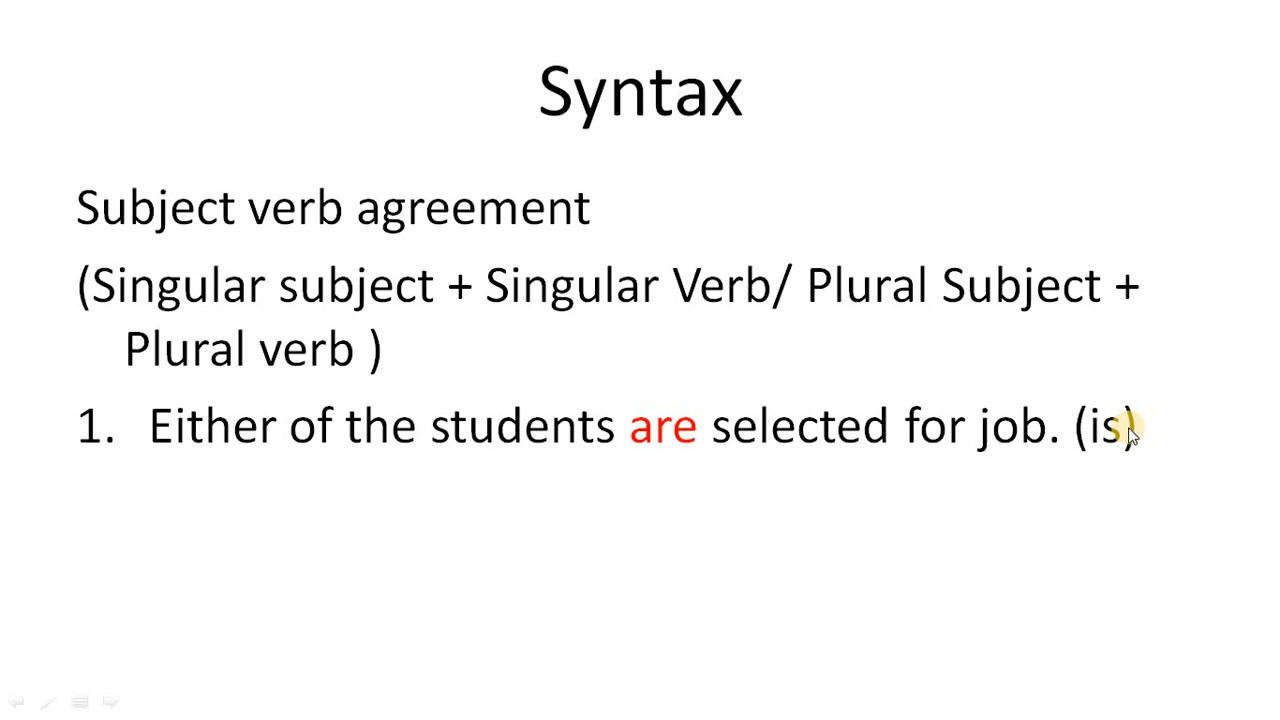 Syntax
Subject verb agreement
(Singular subject + Singular Verb/ Plural Subject +
Plural verb )
1. Either of the students are selected for job. (is)